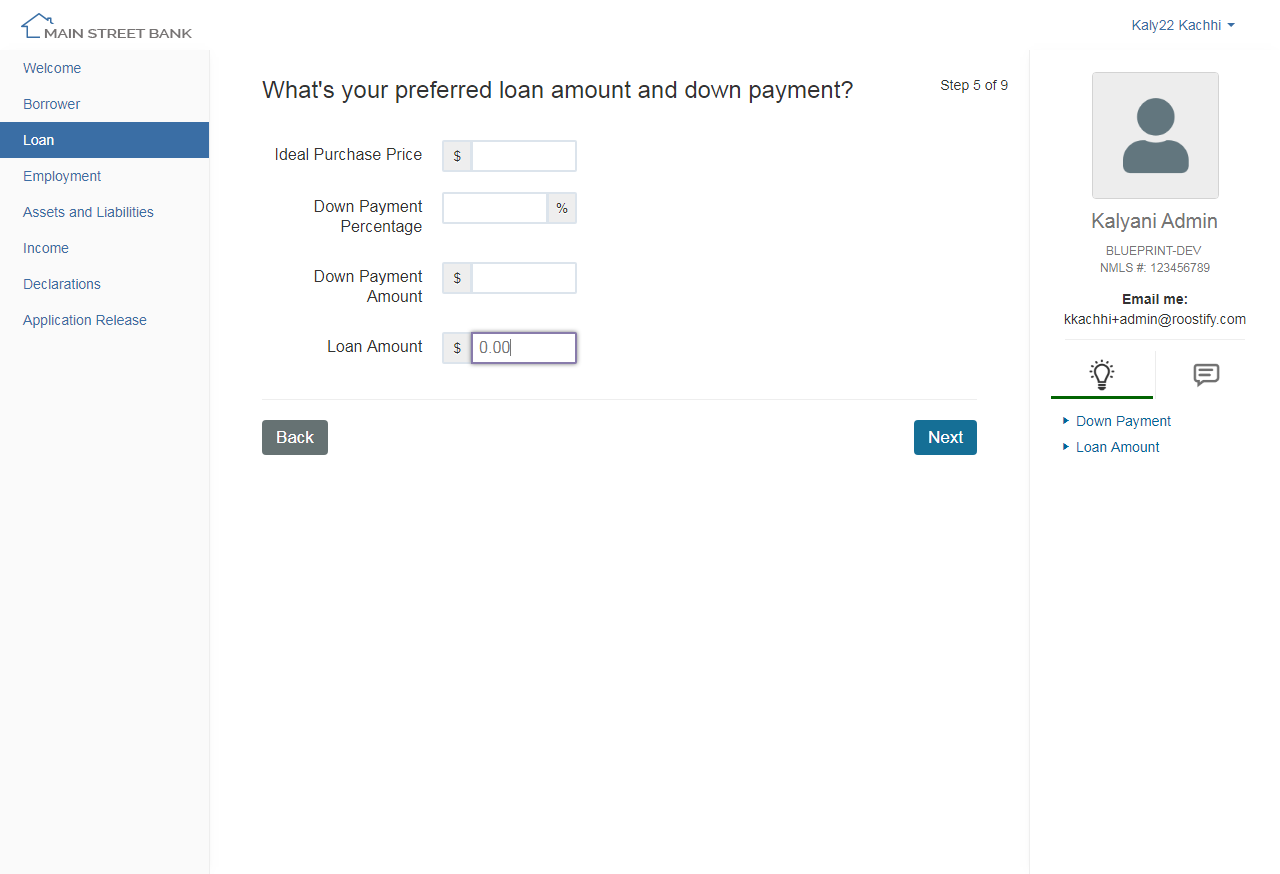 MAIN STREET BANK
Kaly22 Kachhi
Welcome
Borrower
Loan
Employment
Assets and Liabilities
Income
Declarations
Application Release
What's your preferred loan amount and down payment?
Step 5 of 9
Ideal Purchase Price $
Down Payment %
Percentage
Down Payment $
Amount
Loan Amount $ 0.00
Back
Next
Kalyani Admin
BLUEPRINT-DEV
NMLS #: 123456789
Email me:
kkachhi+admin@roostify.com
Down Payment
Loan Amount